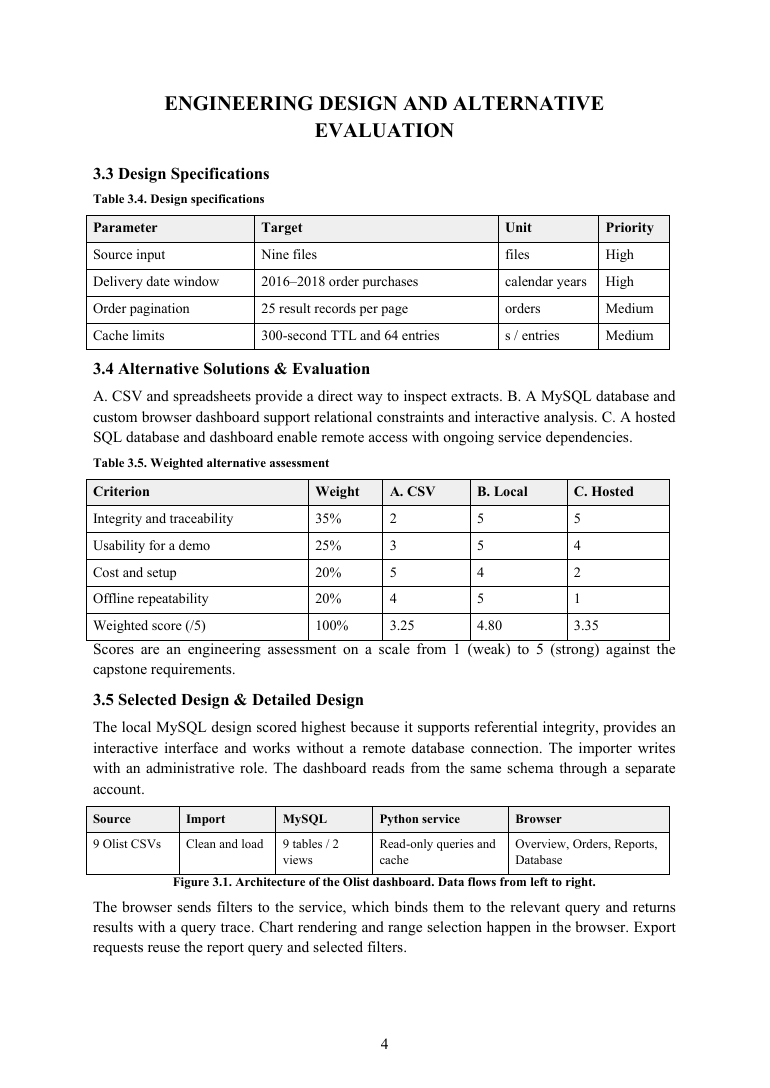 ENGINEERING DESIGN AND ALTERNATIVE
EVALUATION
3.3 Design Specifications
Table 3.4. Design specifications
Parameter Target Unit Priority
Source input Nine files files High
Delivery date window 2016–2018 order purchases calendar years High
Order pagination 25 result records per page orders Medium
Cache limits 300-second TTL and 64 entries s / entries Medium
3.4 Alternative Solutions & Evaluation
A. CSV and spreadsheets provide a direct way to inspect extracts. B. A MySQL database and
custom browser dashboard support relational constraints and interactive analysis. C. A hosted
SQL database and dashboard enable remote access with ongoing service dependencies.
Table 3.5. Weighted alternative assessment
Criterion Weight A. CSV B. Local C. Hosted
Integrity and traceability 35% 2 5 5
Usability for a demo 25% 3 5 4
Cost and setup 20% 5 4 2
Offline repeatability 20% 4 5 1
Weighted score (/5) 100% 3.25 4.80 3.35
Scores are an engineering assessment on a scale from 1 (weak) to 5 (strong) against the
capstone requirements.
3.5 Selected Design & Detailed Design
The local MySQL design scored highest because it supports referential integrity, provides an
interactive interface and works without a remote database connection. The importer writes
with an administrative role. The dashboard reads from the same schema through a separate
account.
Source Import MySQL Python service Browser
9 Olist CSVs Clean and load 9 tables / 2 Read-only queries and Overview, Orders, Reports,
views cache Database
Figure 3.1. Architecture of the Olist dashboard. Data flows from left to right.
The browser sends filters to the service, which binds them to the relevant query and returns
results with a query trace. Chart rendering and range selection happen in the browser. Export
requests reuse the report query and selected filters.
4